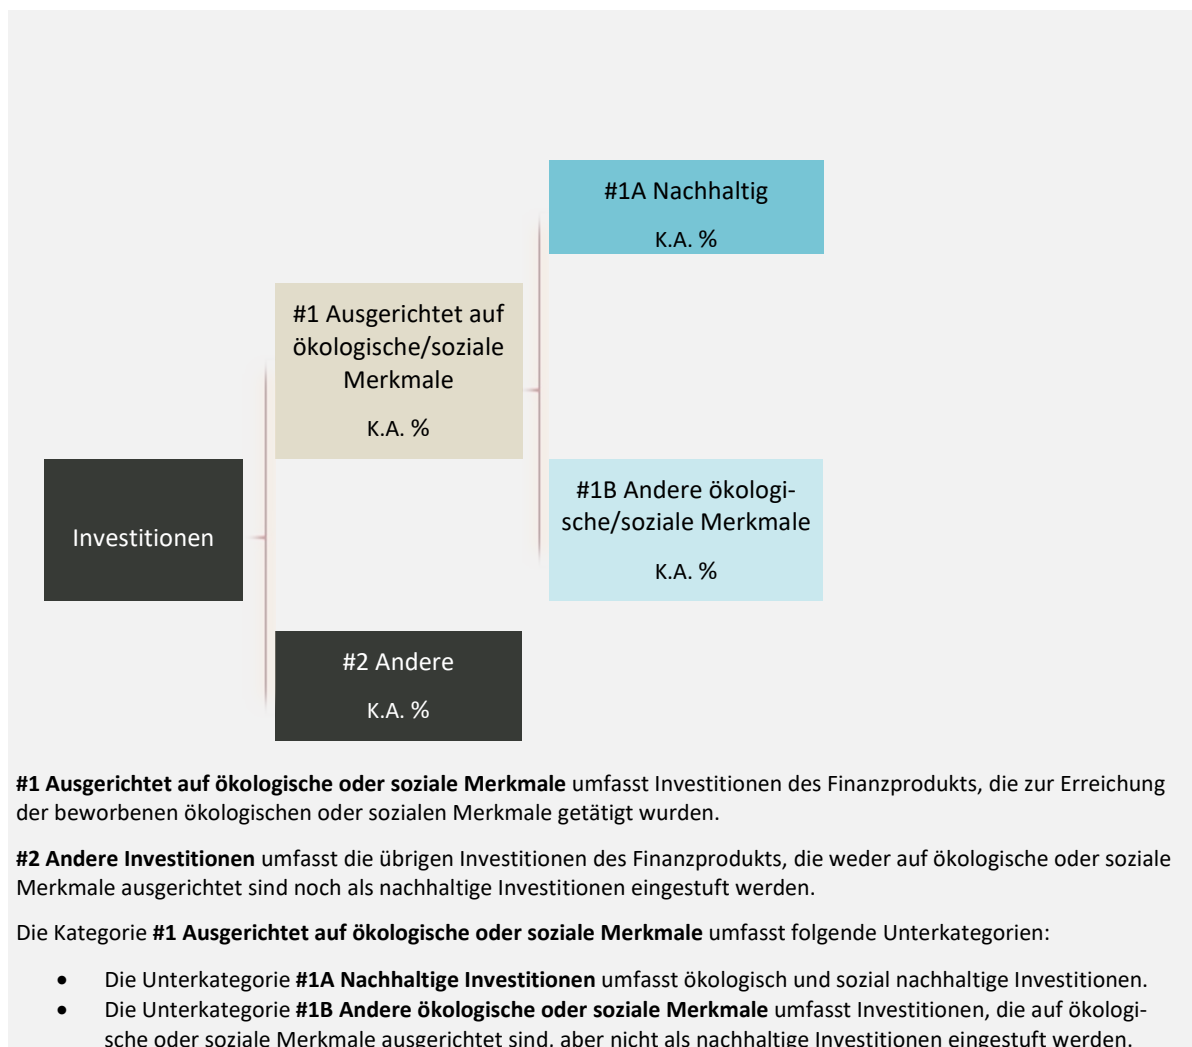 #1A Nachhaltig
K.A. %
#1 Ausgerichtet auf
ökologische/soziale
Merkmale
K.A. %
#1B Andere ökologi-
sche/soziale Merkmale
K.A. %
Investitionen
#2 Andere
K.A. %
#1 Ausgerichtet auf ökologische oder soziale Merkmale umfasst Investitionen des Finanzprodukts, die zur Erreichung
der beworbenen ökologischen oder sozialen Merkmale getätigt wurden.
#2 Andere Investitionen umfasst die übrigen Investitionen des Finanzprodukts, die weder auf ökologische oder soziale
Merkmale ausgerichtet sind noch als nachhaltige Investitionen eingestuft werden.
Die Kategorie #1 Ausgerichtet auf ökologische oder soziale Merkmale umfasst folgende Unterkategorien:
• Die Unterkategorie #1A Nachhaltige Investitionen umfasst ökologisch und sozial nachhaltige Investitionen.
• Die Unterkategorie #1B Andere ökologische oder soziale Merkmale umfasst Investitionen, die auf ökologi-
sche oder soziale Merkmale ausgerichtet sind, aber nicht als nachhaltige Investitionen eingestuft werden.